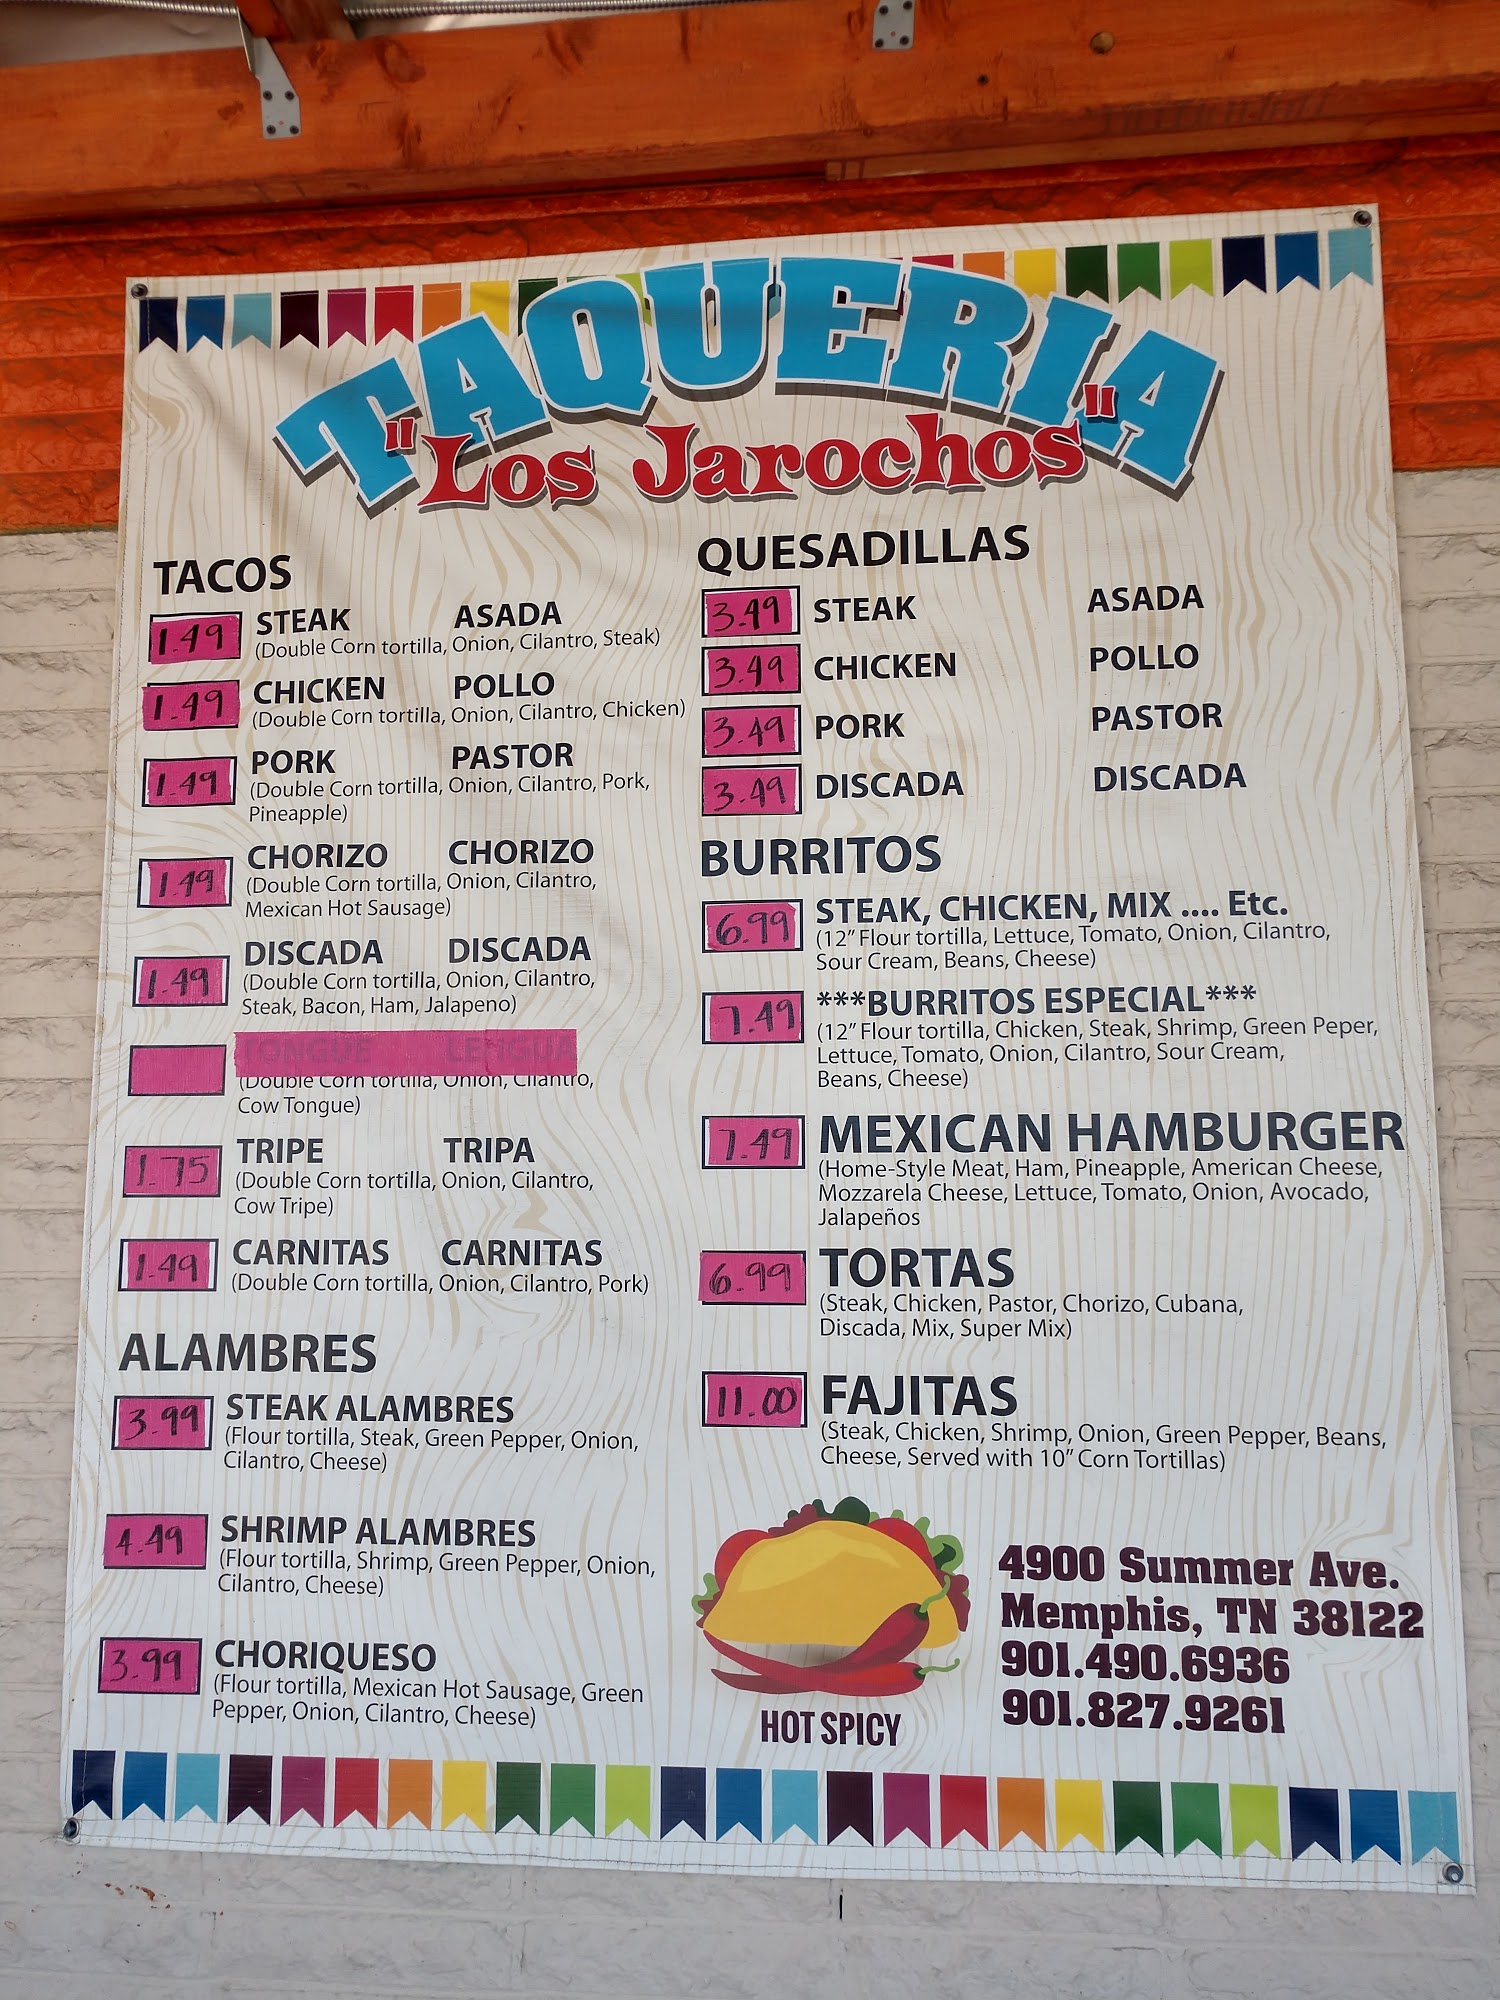 TAQUERIA
"Los Jarochos"
TACOS
1.49 STEAK ASADA
(Double Corn tortilla, Onion, Cilantro, Steak)
1.49 CHICKEN POLLO
(Double Corn tortilla, Onion, Cilantro, Chicken)
1.49 PORK PASTOR
(Double Corn tortilla, Onion, Cilantro, Pork,
Pineapple)
1.49 CHORIZO CHORIZO
(Double Corn tortilla, Onion, Cilantro,
Mexican Hot Sausage)
1.49 DISCADA DISCADA
(Double Corn tortilla, Onion, Cilantro,
Steak, Bacon, Ham, Jalapeno)
TONGUE LENGUA
(Double Corn tortilla, Onion, Cilantro,
Cow Tongue)
1.75 TRIPE TRIPA
(Double Corn tortilla, Onion, Cilantro,
Cow Tripe)
1.49 CARNITAS CARNITAS
(Double Corn tortilla, Onion, Cilantro, Pork)
ALAMBRES
3.99 STEAK ALAMBRES
(Flour tortilla, Steak, Green Pepper, Onion,
Cilantro, Cheese)
4.49 SHRIMP ALAMBRES
(Flour tortilla, Shrimp, Green Pepper, Onion,
Cilantro, Cheese)
3.99 CHORIQUESO
(Flour tortilla, Mexican Hot Sausage, Green
Pepper, Onion, Cilantro, Cheese)
QUESADILLAS
3.49 STEAK ASADA
3.49 CHICKEN POLLO
3.49 PORK PASTOR
3.49 DISCADA DISCADA
BURRITOS
6.99 STEAK, CHICKEN, MIX .... Etc.
(12" Flour tortilla, Lettuce, Tomato, Onion, Cilantro,
Sour Cream, Beans, Cheese)
7.49 ***BURRITOS ESPECIAL***
(12" Flour tortilla, Chicken, Steak, Shrimp, Green Peper,
Lettuce, Tomato, Onion, Cilantro, Sour Cream,
Beans, Cheese)
7.49 MEXICAN HAMBURGER
(Home-Style Meat, Ham, Pineapple, American Cheese,
Mozzarela Cheese, Lettuce, Tomato, Onion, Avocado,
Jalapeños
6.99 TORTAS
(Steak, Chicken, Pastor, Chorizo, Cubana,
Discada, Mix, Super Mix)
11.00 FAJITAS
(Steak, Chicken, Shrimp, Onion, Green Pepper, Beans,
Cheese, Served with 10" Corn Tortillas)
HOT SPICY
4900 Summer Ave.
Memphis, TN 38122
901.490.6936
901.827.9261